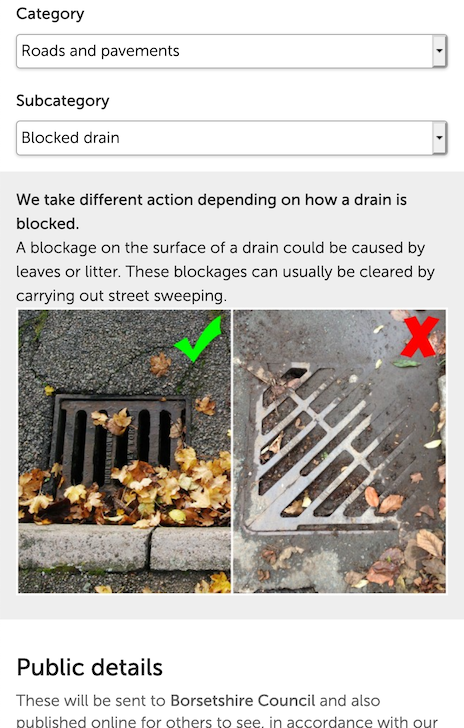 Category
Roads and pavements
Subcategory
Blocked drain
We take different action depending on how a drain is
blocked.
A blockage on the surface of a drain could be caused by
leaves or litter. These blockages can usually be cleared by
carrying out street sweeping.
Public details
These will be sent to Borsetshire Council and also
published online for others to see, in accordance with our